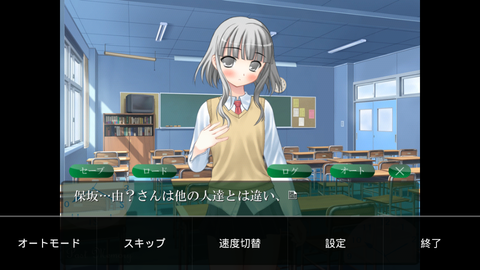 セーブ ロード ログ オート ×
保坂…由？さんは他の人達とは違い、
オートモード スキップ 速度切替 設定 終了